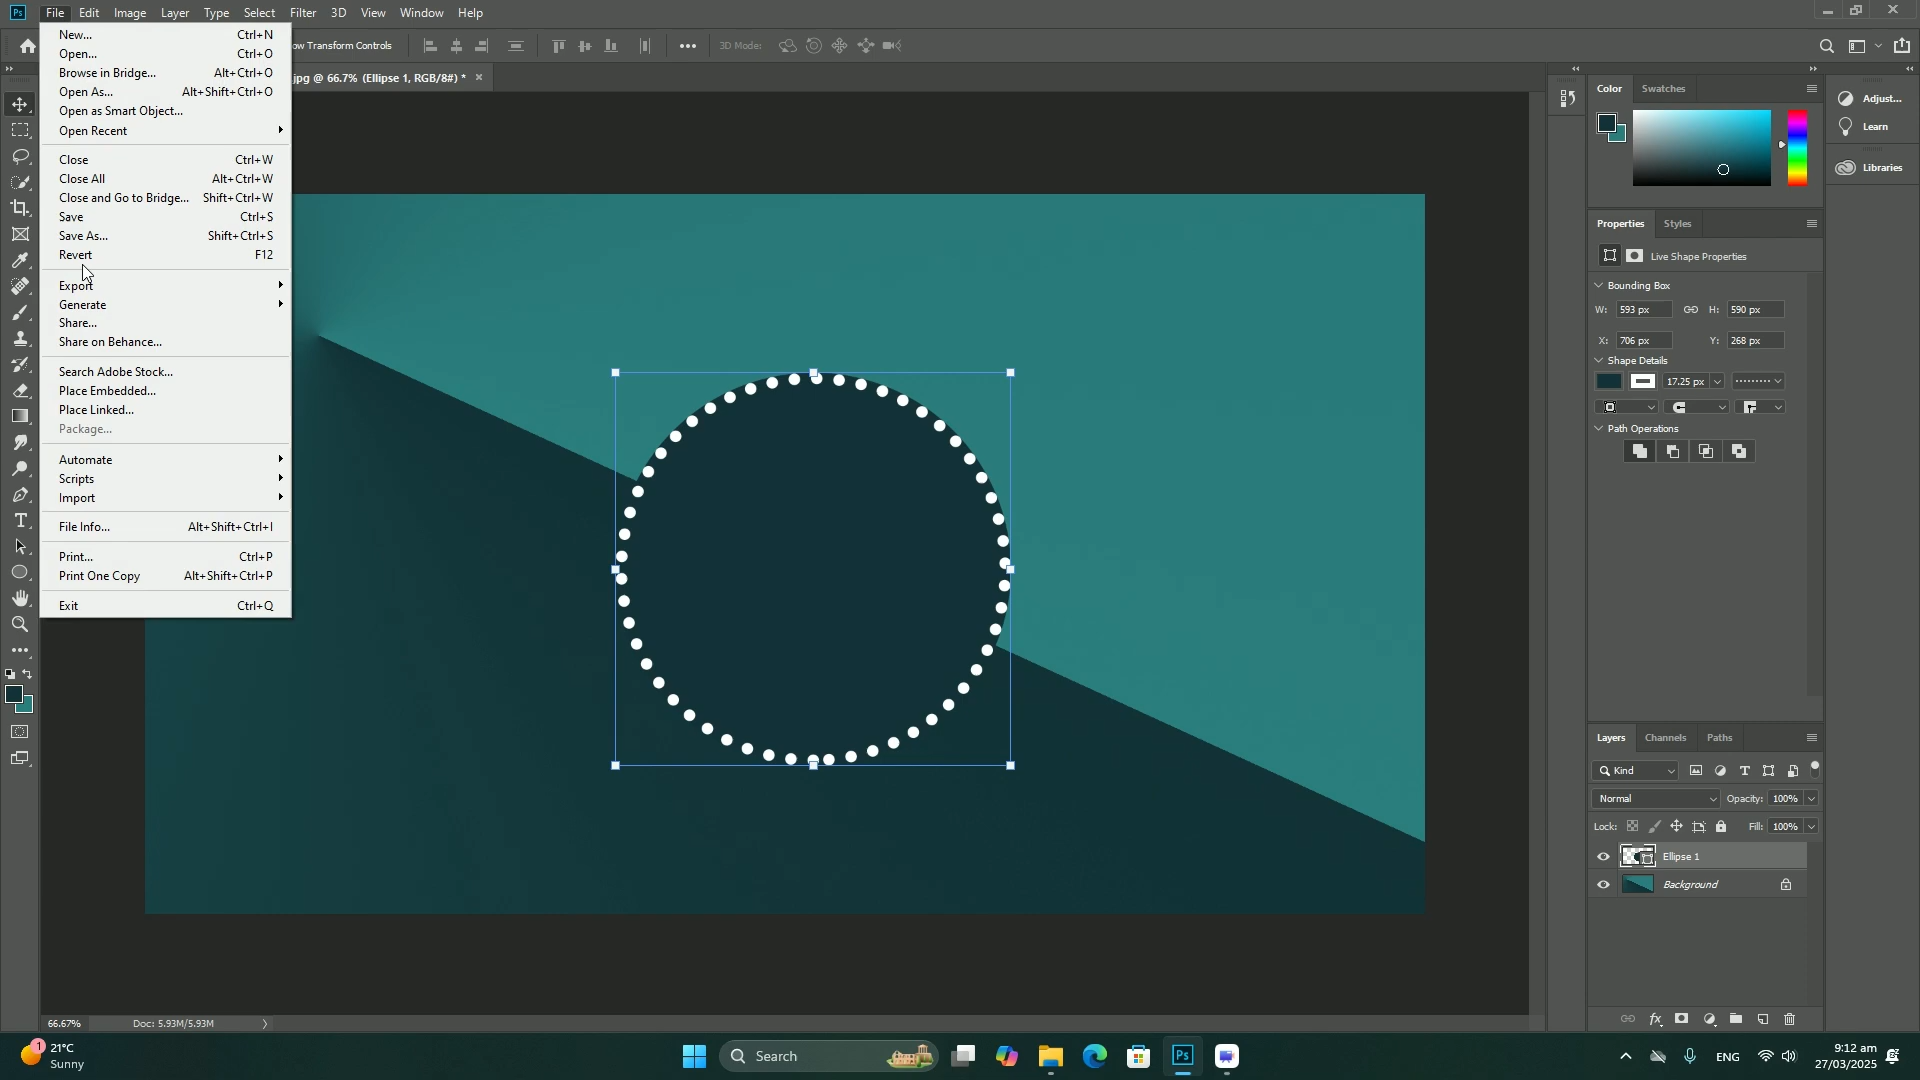 Ps File Edit Image Layer Type Select Filter 3D View Window Help
ow Transform Controls
3D Mode:
.jpg @ 66.7% (Ellipse 1, RGB/8#) *
New... Ctrl+N
Open... Ctrl+O
Browse in Bridge... Alt+Ctrl+O
Open As... Alt+Shift+Ctrl+O
Open as Smart Object...
Open Recent
Close Ctrl+W
Close All Alt+Ctrl+W
Close and Go to Bridge... Shift+Ctrl+W
Save Ctrl+S
Save As... Shift+Ctrl+S
Revert F12
Export
Generate
Share...
Share on Behance...
Search Adobe Stock...
Place Embedded...
Place Linked...
Package...
Automate
Scripts
Import
File Info... Alt+Shift+Ctrl+I
Print... Ctrl+P
Print One Copy Alt+Shift+Ctrl+P
Exit Ctrl+Q
Color Swatches
Adjust...
Learn
Libraries
Properties Styles
Live Shape Properties
Bounding Box
W: 593 px H: 590 px
X: 706 px Y: 268 px
Shape Details
17.25 px
Path Operations
Layers Channels Paths
Kind
Normal Opacity: 100%
Lock: Fill: 100%
Ellipse 1
Background
66.67% Doc: 5.93M/5.93M
1 21°C
Sunny
Search
Ps
ENG
9:12 am
27/03/2025